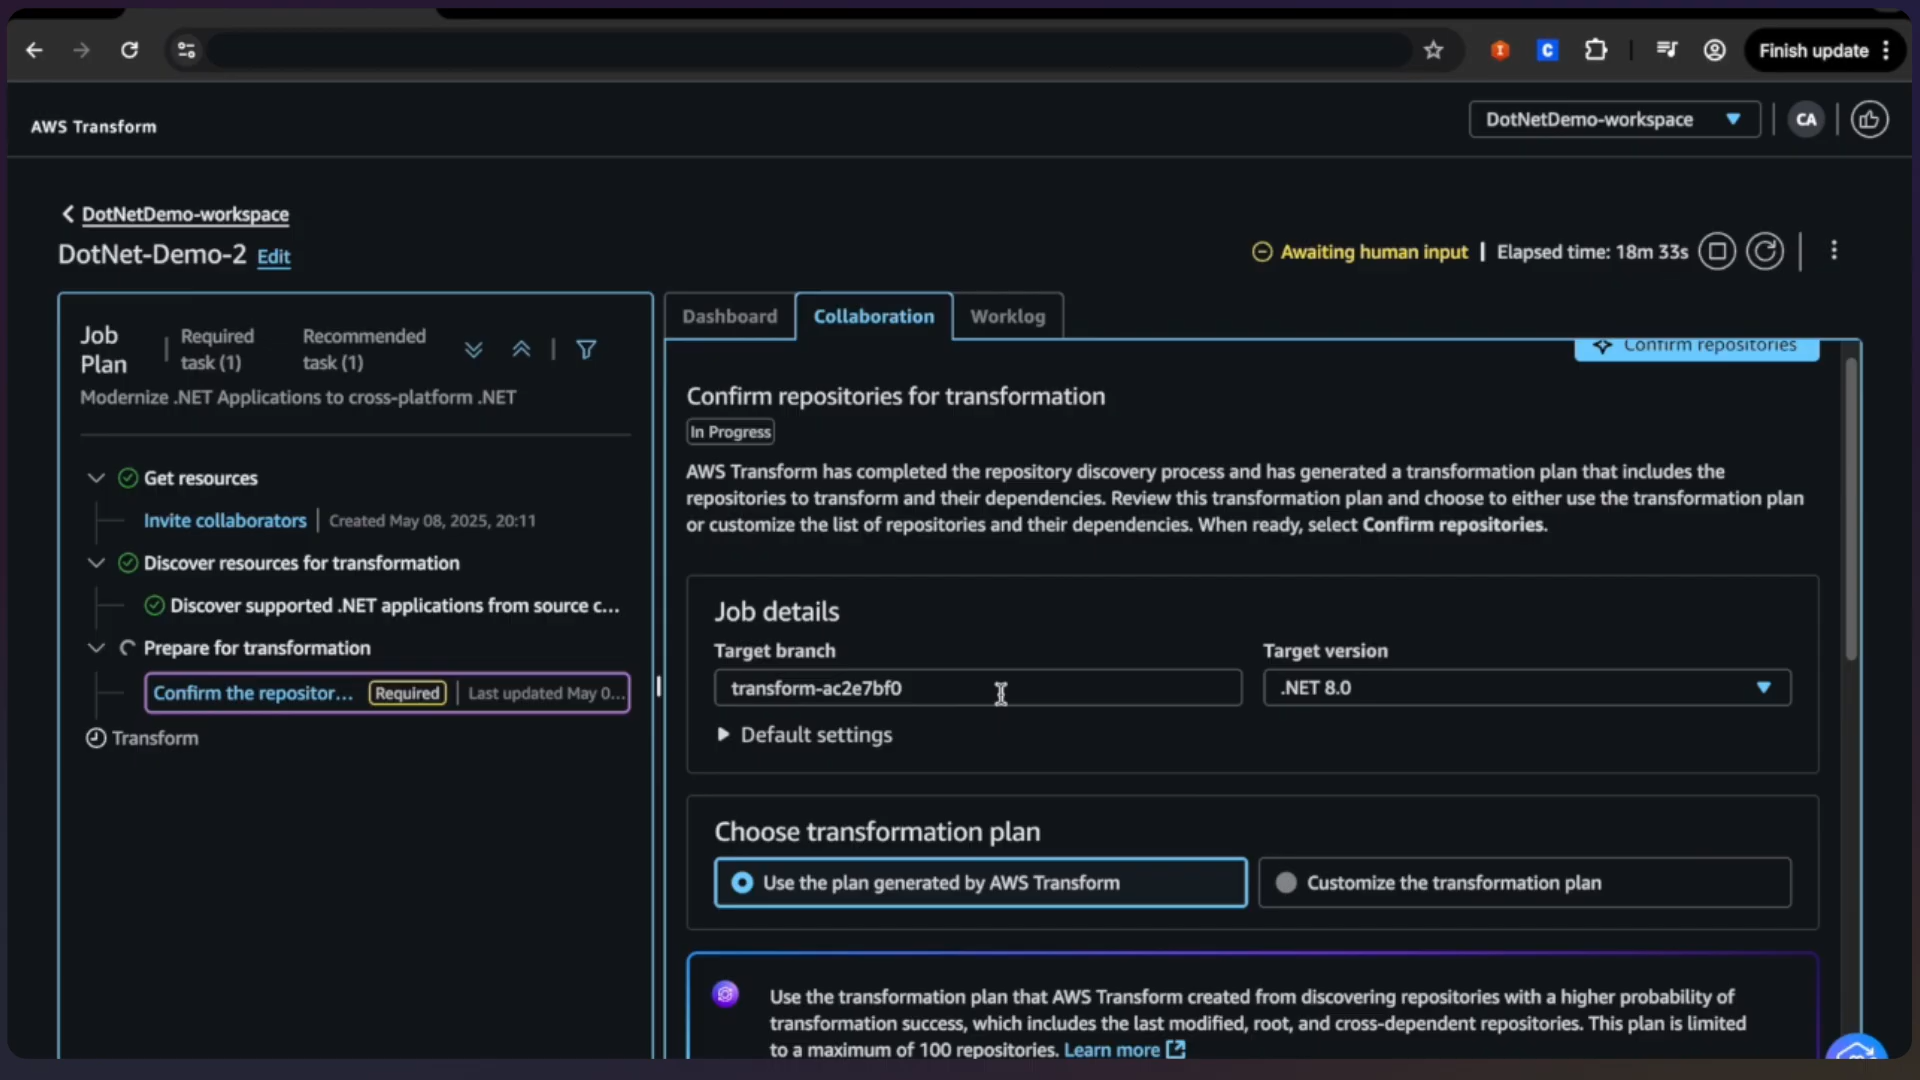 Finish update
AWS Transform
DotNetDemo-workspace
CA
DotNetDemo-workspace
DotNet-Demo-2 Edit
Awaiting human input | Elapsed time: 18m 33s
Job Plan
Required task (1)
Recommended task (1)
Modernize .NET Applications to cross-platform .NET
Get resources
Invite collaborators | Created May 08, 2025, 20:11
Discover resources for transformation
Discover supported .NET applications from source c...
Prepare for transformation
Confirm the repositor... Required | Last updated May 0...
Transform
Dashboard
Collaboration
Worklog
Confirm repositories
Confirm repositories for transformation
In Progress
AWS Transform has completed the repository discovery process and has generated a transformation plan that includes the
repositories to transform and their dependencies. Review this transformation plan and choose to either use the transformation plan
or customize the list of repositories and their dependencies. When ready, select Confirm repositories.
Job details
Target branch
transform-ac2e7bf0
Target version
.NET 8.0
Default settings
Choose transformation plan
Use the plan generated by AWS Transform
Customize the transformation plan
Use the transformation plan that AWS Transform created from discovering repositories with a higher probability of
transformation success, which includes the last modified, root, and cross-dependent repositories. This plan is limited
to a maximum of 100 repositories. Learn more